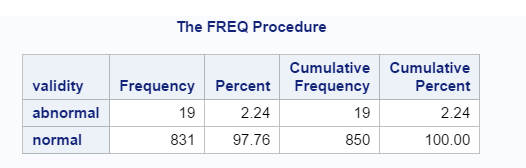 The FREQ Procedure
validity Frequency Percent Cumulative Frequency Cumulative Percent
abnormal 19 2.24 19 2.24
normal 831 97.76 850 100.00